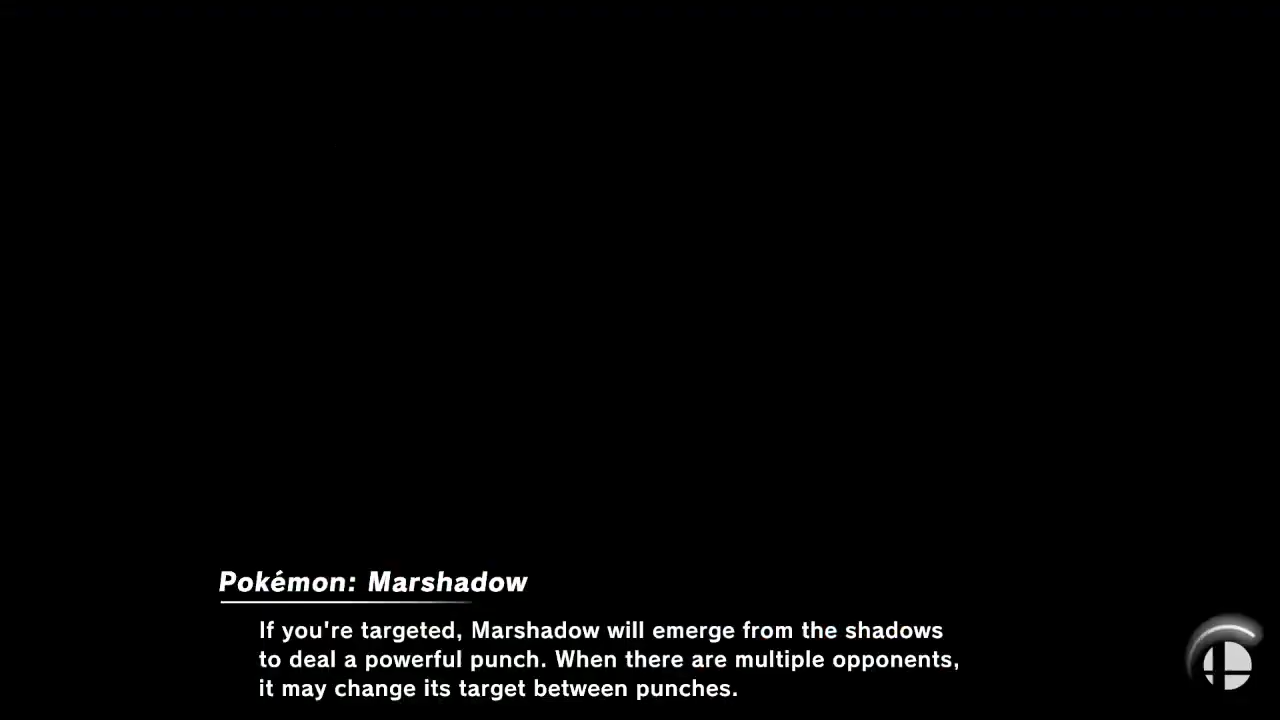 Pokémon: Marshadow
If you're targeted, Marshadow will emerge from the shadows
to deal a powerful punch. When there are multiple opponents,
it may change its target between punches.